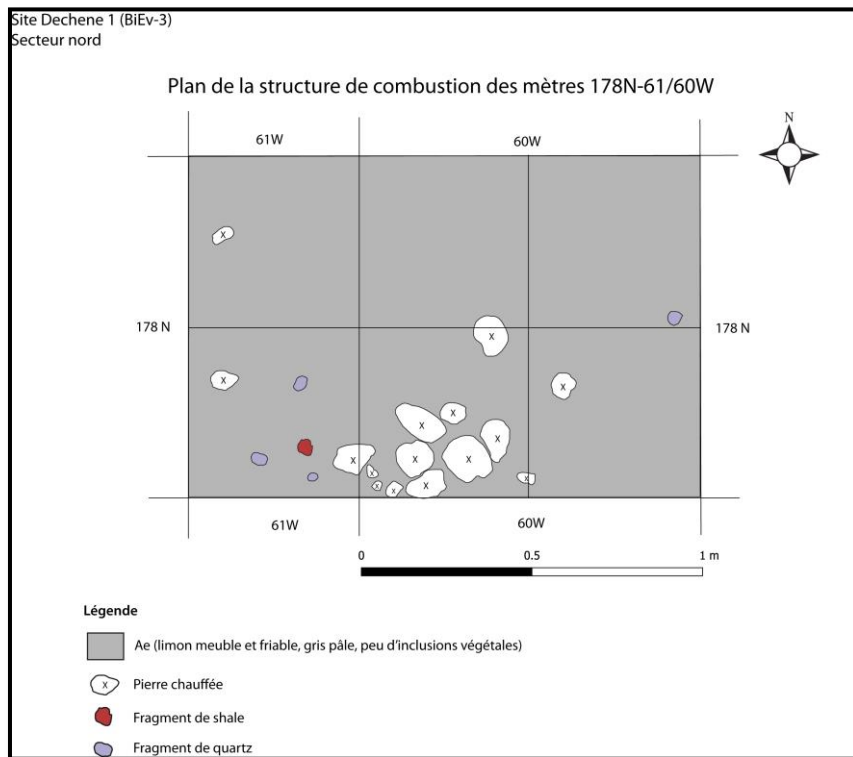 Site Dechene 1 (BiEv-3)
Secteur nord
Plan de la structure de combustion des mètres 178N-61/60W
N
61W
60W
x
178 N
178 N
x
x
x
x
x
x
x
x
x
x
x
x
x
x
61W
60W
0
0.5
1 m
Légende
Ae (limon meuble et friable, gris pâle, peu d'inclusions végétales)
x
Pierre chauffée
Fragment de shale
Fragment de quartz